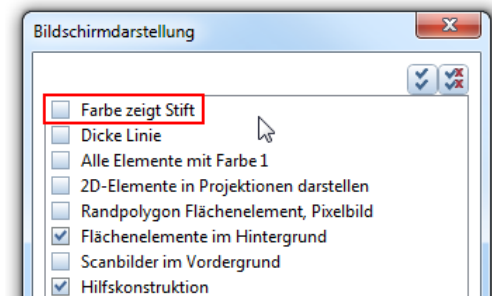 Bildschirmdarstellung
Farbe zeigt Stift
Dicke Linie
Alle Elemente mit Farbe 1
2D-Elemente in Projektionen darstellen
Randpolygon Flächenelement, Pixelbild
Flächenelemente im Hintergrund
Scanbilder im Vordergrund
Hilfskonstruktion